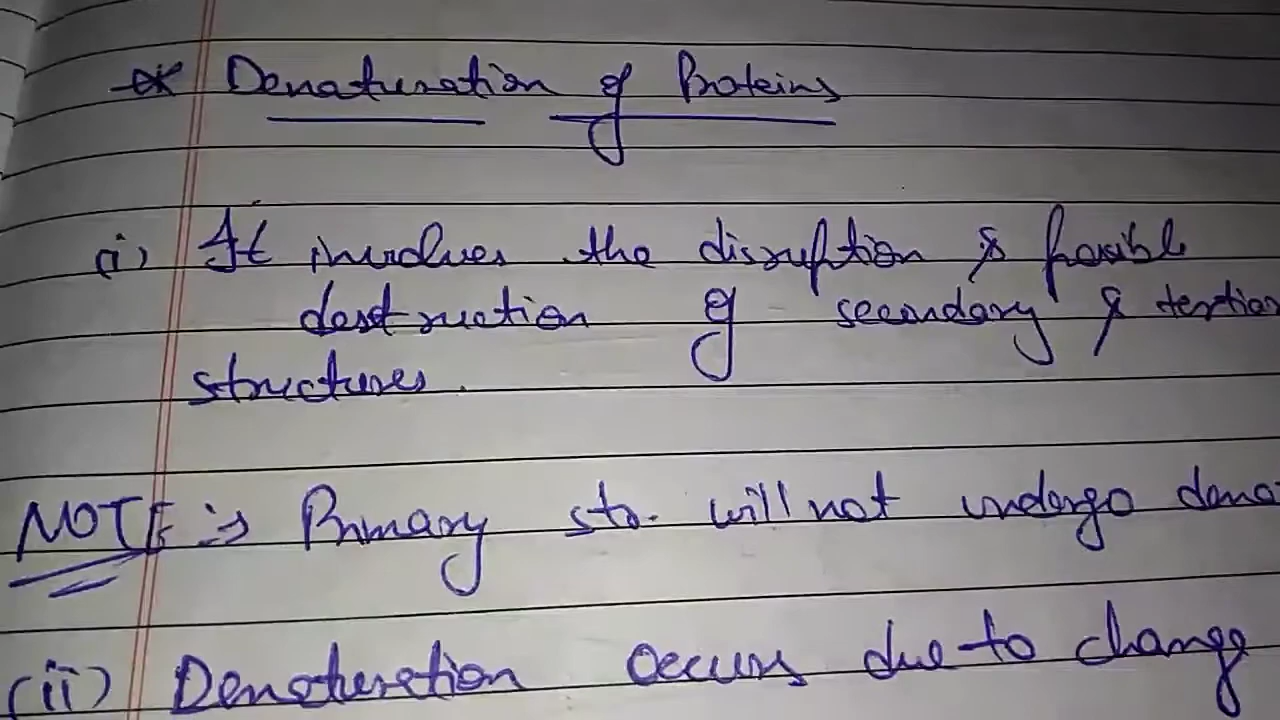 * Denaturation of Proteins
(i) It involves the disruption & possible
destruction of secondary & tertiar
structures.
NOTE :→ Primary str. will not undergo dena
(ii) Denaturation occurs due to change